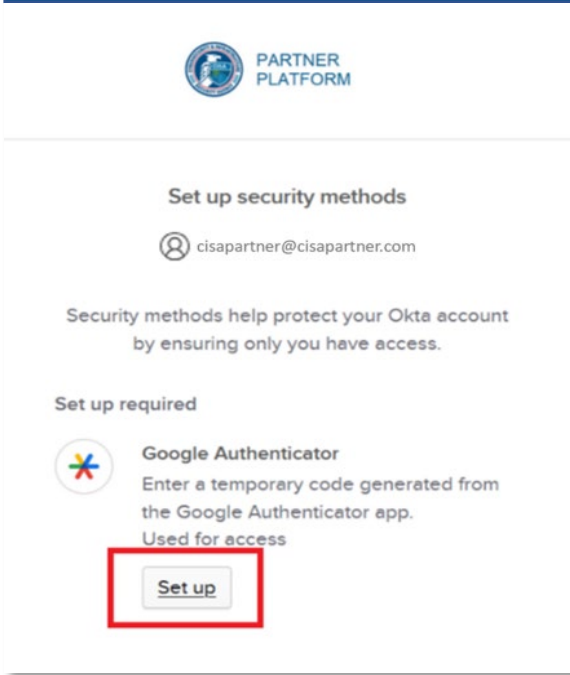 PARTNER
PLATFORM
Set up security methods
cisapartner@cisapartner.com
Security methods help protect your Okta account
by ensuring only you have access.
Set up required
Google Authenticator
Enter a temporary code generated from
the Google Authenticator app.
Used for access
Set up